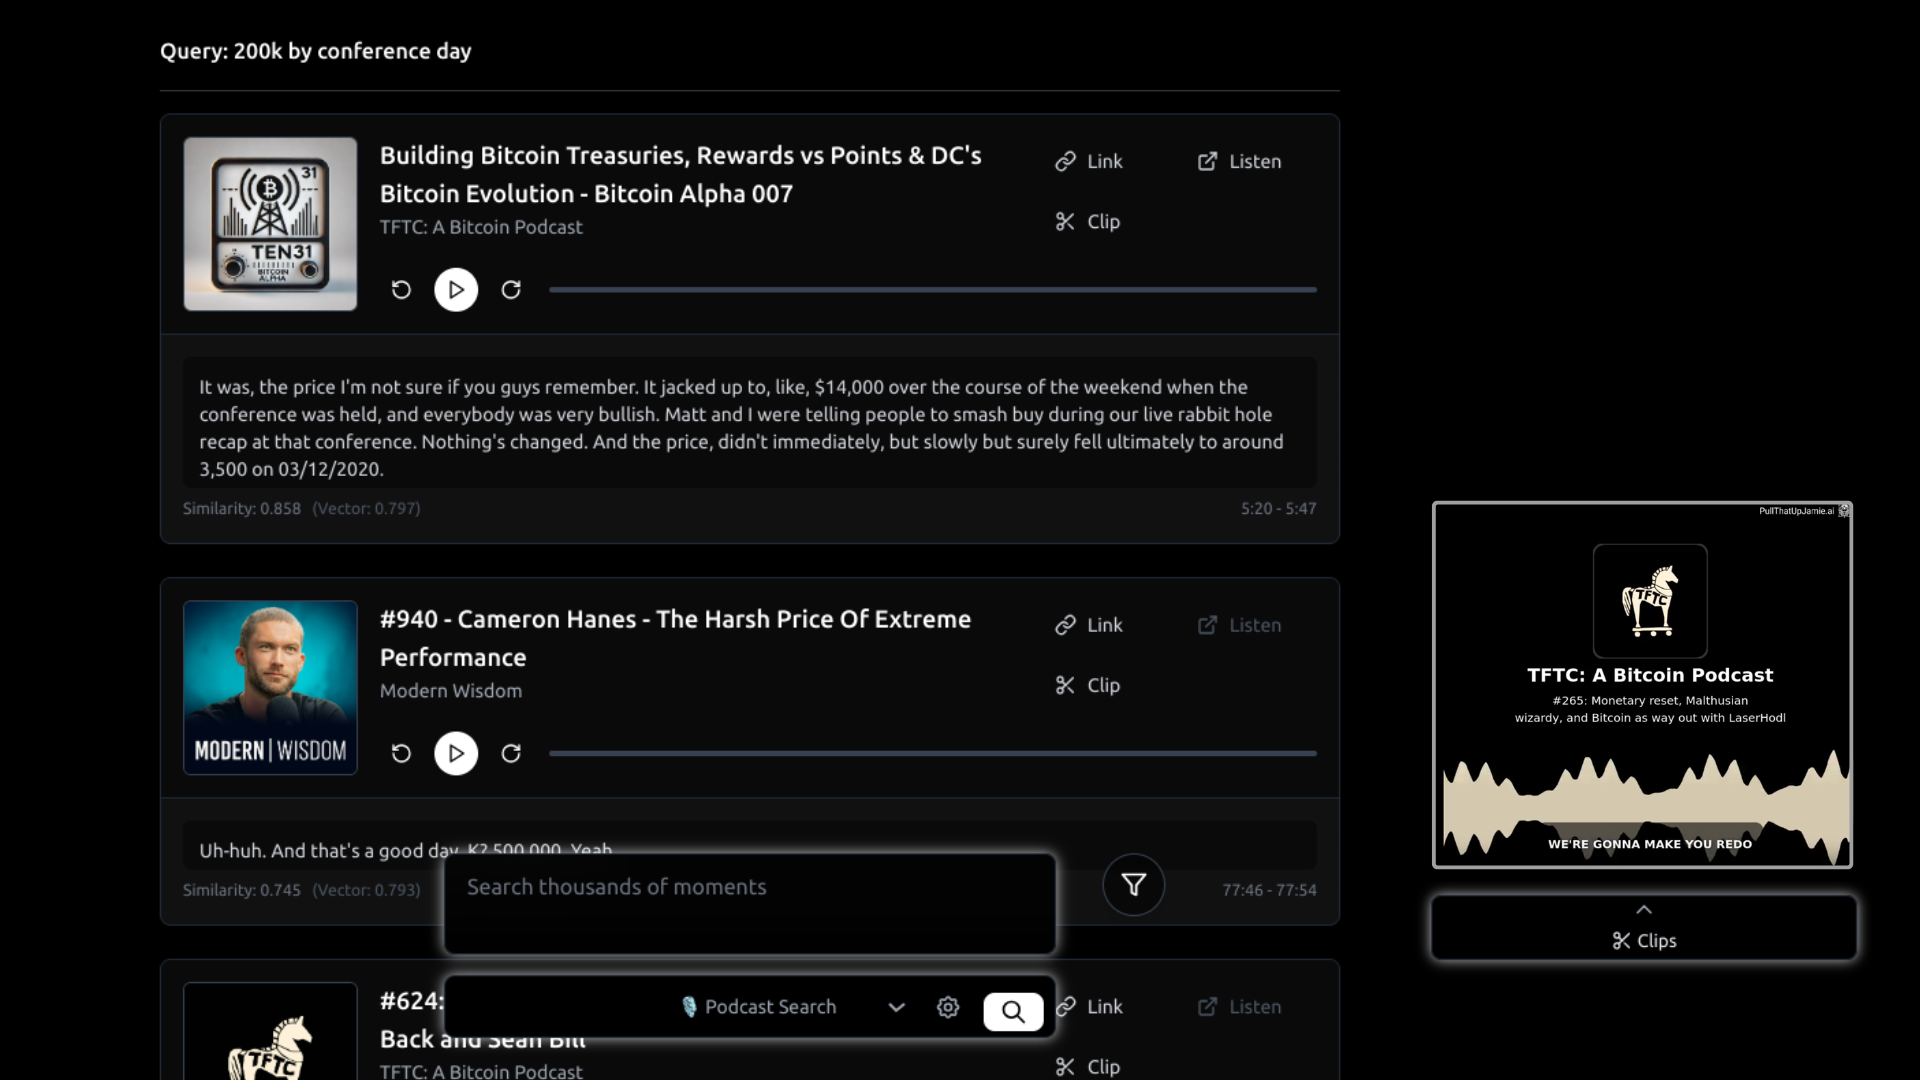 Query: 200k by conference day
31
TEN31
BITCOIN
ALPHA
Building Bitcoin Treasuries, Rewards vs Points & DC's
Bitcoin Evolution - Bitcoin Alpha 007
TFTC: A Bitcoin Podcast
Link
Listen
Clip
It was, the price I'm not sure if you guys remember. It jacked up to, like, $14,000 over the course of the weekend when the
conference was held, and everybody was very bullish. Matt and I were telling people to smash buy during our live rabbit hole
recap at that conference. Nothing's changed. And the price, didn't immediately, but slowly but surely fell ultimately to around
3,500 on 03/12/2020.
Similarity: 0.858 (Vector: 0.797)
5:20 - 5:47
MODERN | WISDOM
#940 - Cameron Hanes - The Harsh Price Of Extreme
Performance
Modern Wisdom
Link
Listen
Clip
Uh-huh. And that's a good day. K? 500,000. Yeah.
Similarity: 0.745 (Vector: 0.793)
77:46 - 77:54
Search thousands of moments
Podcast Search
TFTC
#624:
Back and Sean Bill
TFTC: A Bitcoin Podcast
Link
Listen
Clip
PullThatUpJamie.ai
TFTC
TFTC: A Bitcoin Podcast
#265: Monetary reset, Malthusian
wizardy, and Bitcoin as way out with LaserHodl
WE'RE GONNA MAKE YOU REDO
Clips